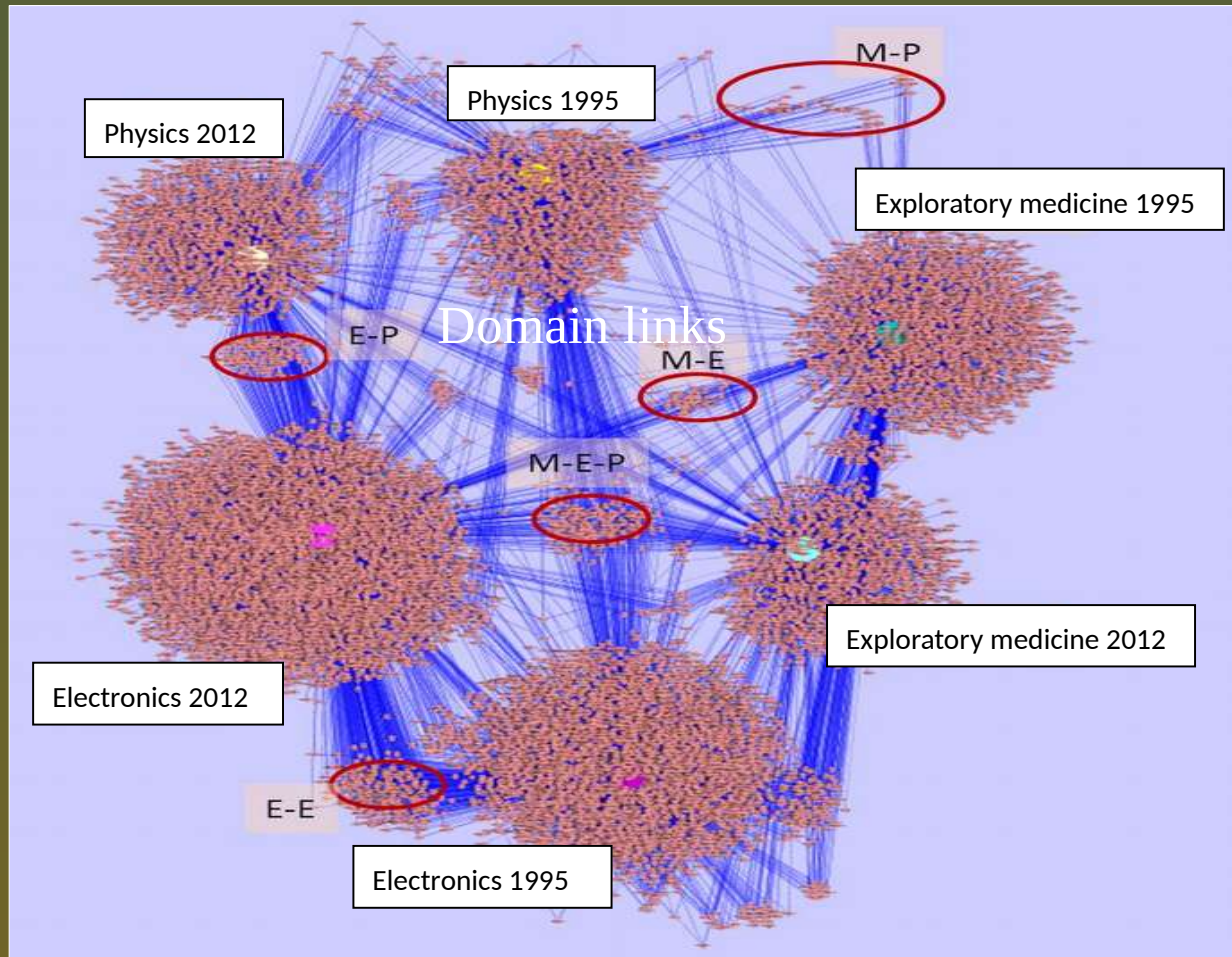 M-P
Physics 1995
Physics 2012
Exploratory medicine 1995
E-P
Domain links
M-E
M-E-P
Exploratory medicine 2012
Electronics 2012
E-E
Electronics 1995